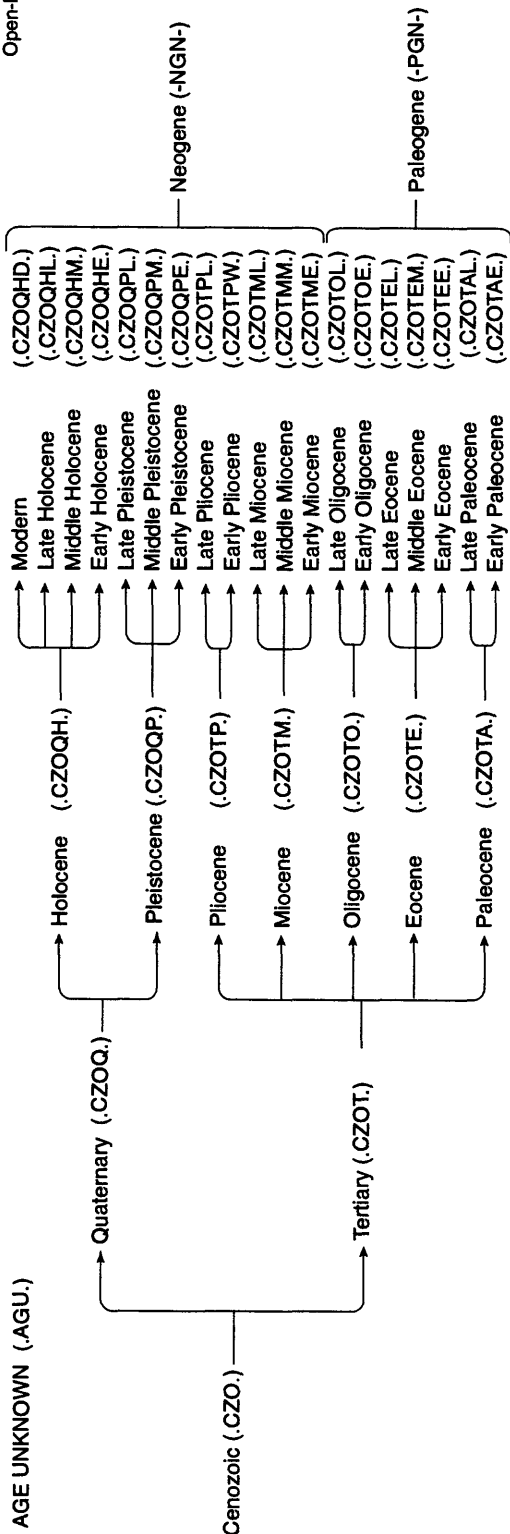 Open-
AGE UNKNOWN (.AGU.)
Cenozoic (.CZO.)
Quaternary (.CZOQ.)
Tertiary (.CZOT.)
Holocene (.CZOQH.)
Pleistocene (.CZOQP.)
Pliocene (.CZOTP.)
Miocene (.CZOTM.)
Oligocene (.CZOTO.)
Eocene (.CZOTE.)
Paleocene (.CZOTA.)
Modern (.CZOQHD.)
Late Holocene (.CZOQHL.)
Middle Holocene (.CZOQHM.)
Early Holocene (.CZOQHE.)
Late Pleistocene (.CZOQPL.)
Middle Pleistocene (.CZOQPM.)
Early Pleistocene (.CZOQPE.)
Late Pliocene (.CZOTPL.)
Early Pliocene (.CZOTPW.)
Late Miocene (.CZOTML.)
Middle Miocene (.CZOTMM.)
Early Miocene (.CZOTME.)
Late Oligocene (.CZOTOL.)
Early Oligocene (.CZOTOE.)
Late Eocene (.CZOTEL.)
Middle Eocene (.CZOTEM.)
Early Eocene (.CZOTEE.)
Late Paleocene (.CZOTAL.)
Early Paleocene (.CZOTAE.)
Neogene (-NGN-)
Paleogene (-PGN-)